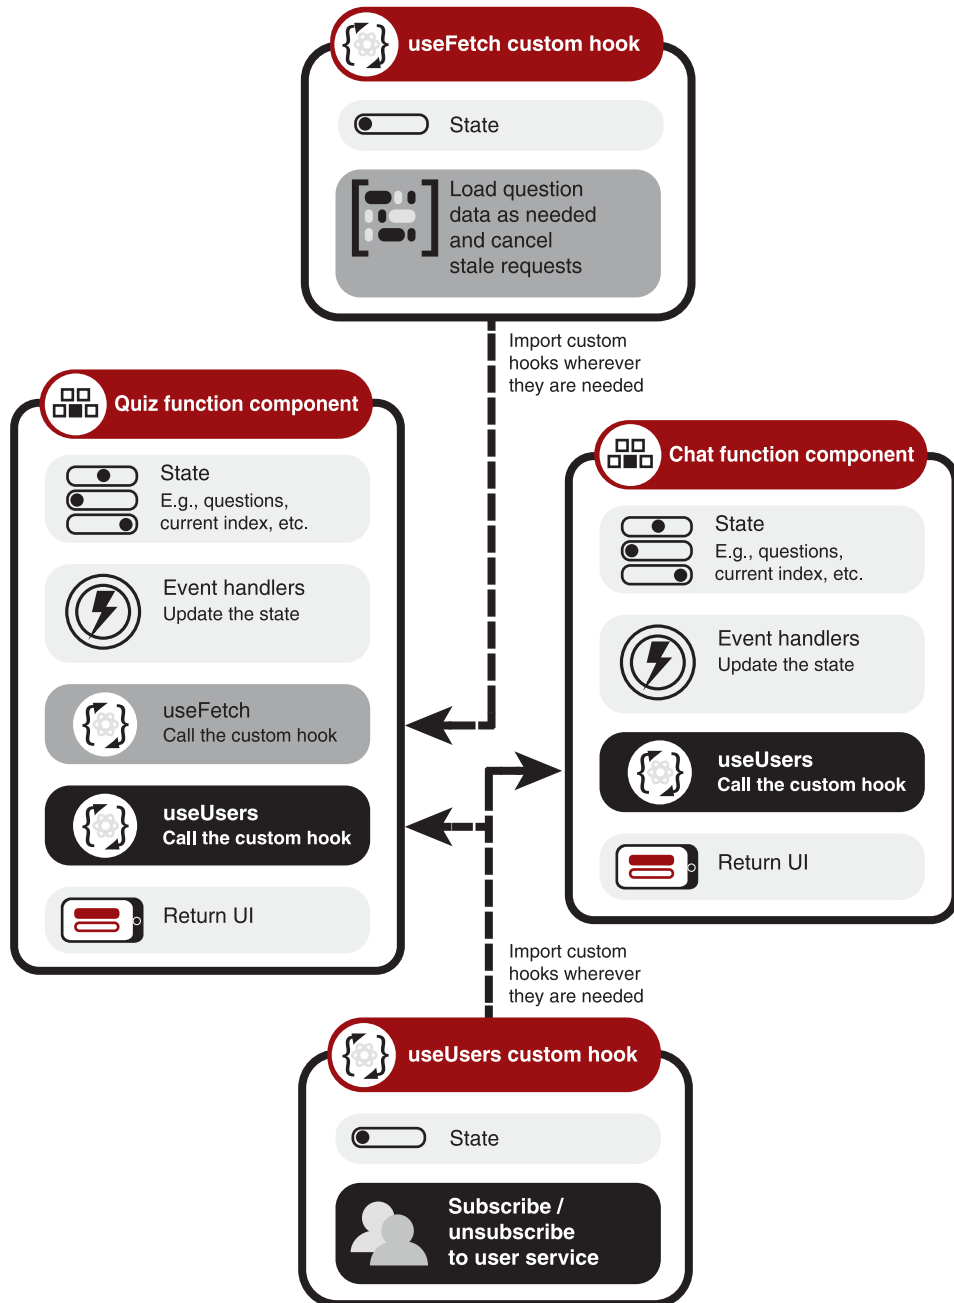 useFetch custom hook
State
Load question
data as needed
and cancel
stale requests
Import custom
hooks wherever
they are needed
Quiz function component
State
E.g., questions,
current index, etc.
Event handlers
Update the state
useFetch
Call the custom hook
useUsers
Call the custom hook
Return UI
Chat function component
State
E.g., questions,
current index, etc.
Event handlers
Update the state
useUsers
Call the custom hook
Return UI
Import custom
hooks wherever
they are needed
useUsers custom hook
State
Subscribe /
unsubscribe
to user service